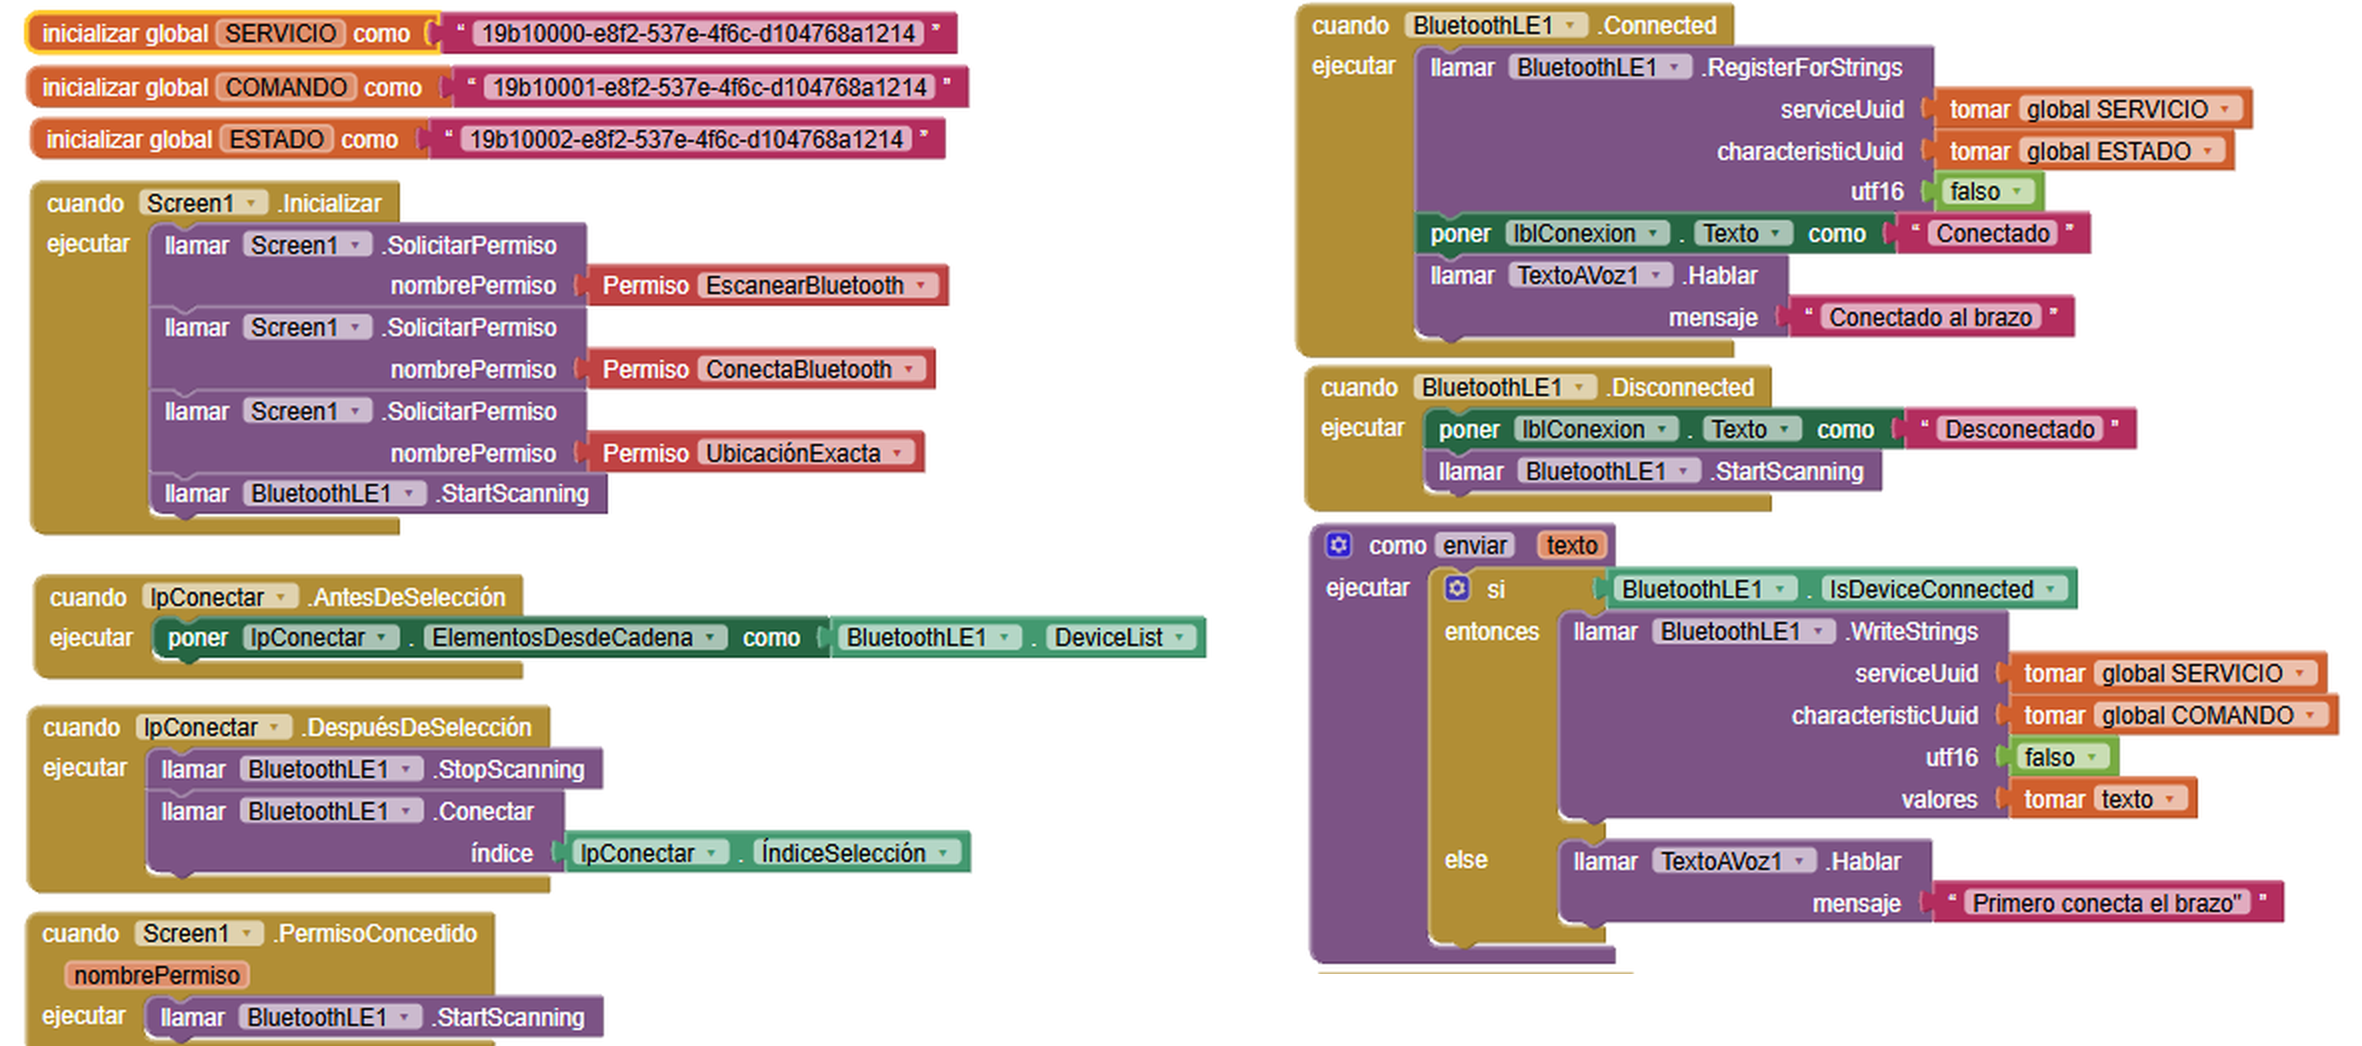 inicializar global SERVICIO como “ 19b10000-e8f2-537e-4f6c-d104768a1214 ”
inicializar global COMANDO como “ 19b10001-e8f2-537e-4f6c-d104768a1214 ”
inicializar global ESTADO como “ 19b10002-e8f2-537e-4f6c-d104768a1214 ”
cuando Screen1 .Inicializar
ejecutar llamar Screen1 .SolicitarPermiso
nombrePermiso Permiso EscanearBluetooth
llamar Screen1 .SolicitarPermiso
nombrePermiso Permiso ConectaBluetooth
llamar Screen1 .SolicitarPermiso
nombrePermiso Permiso UbicaciónExacta
llamar BluetoothLE1 .StartScanning
cuando lpConectar .AntesDeSelección
ejecutar poner lpConectar . ElementosDesdeCadena como BluetoothLE1 . DeviceList
cuando lpConectar .DespuésDeSelección
ejecutar llamar BluetoothLE1 .StopScanning
llamar BluetoothLE1 .Conectar
índice lpConectar . ÍndiceSelección
cuando Screen1 .PermisoConcedido
nombrePermiso
ejecutar llamar BluetoothLE1 .StartScanning
cuando BluetoothLE1 .Connected
ejecutar llamar BluetoothLE1 .RegisterForStrings
serviceUuid tomar global SERVICIO
characteristicUuid tomar global ESTADO
utf16 falso
poner lblConexion . Texto como “ Conectado ”
llamar TextoAVoz1 .Hablar
mensaje “ Conectado al brazo ”
cuando BluetoothLE1 .Disconnected
ejecutar poner lblConexion . Texto como “ Desconectado ”
llamar BluetoothLE1 .StartScanning
como enviar texto
ejecutar si BluetoothLE1 . IsDeviceConnected
entonces llamar BluetoothLE1 .WriteStrings
serviceUuid tomar global SERVICIO
characteristicUuid tomar global COMANDO
utf16 falso
valores tomar texto
else llamar TextoAVoz1 .Hablar
mensaje “ Primero conecta el brazo” ”